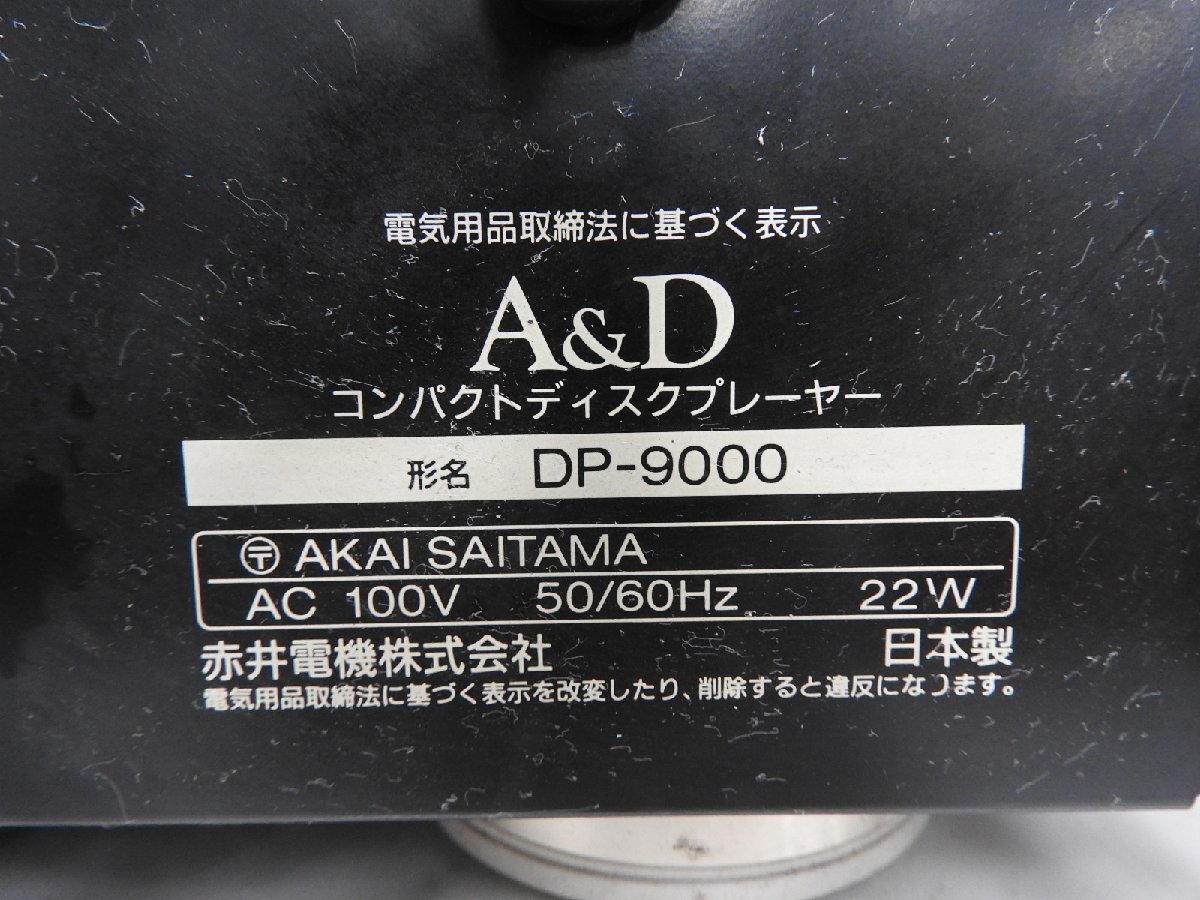 電気用品取締法に基づく表示
A&D
コンパクトディスクプレーヤー
形名 DP-9000
〶 AKAI SAITAMA
AC 100V 50/60Hz 22W
赤井電機株式会社 日本製
電気用品取締法に基づく表示を改変したり、削除すると違反になります。